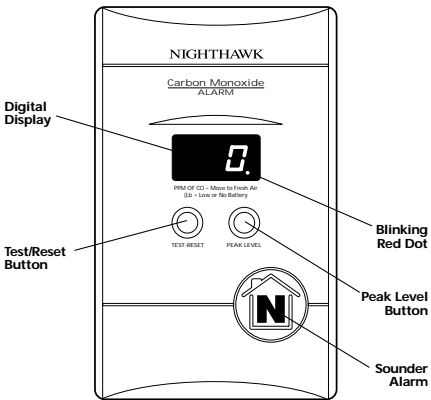 NIGHTHAWK
Carbon Monoxide
ALARM
Digital
Display
0.
PPM OF CO – Move to Fresh Air
(Lb = Low or No Battery
Blinking
Red Dot
TEST-RESET
PEAK LEVEL
Test/Reset
Button
Peak Level
Button
N
Sounder
Alarm